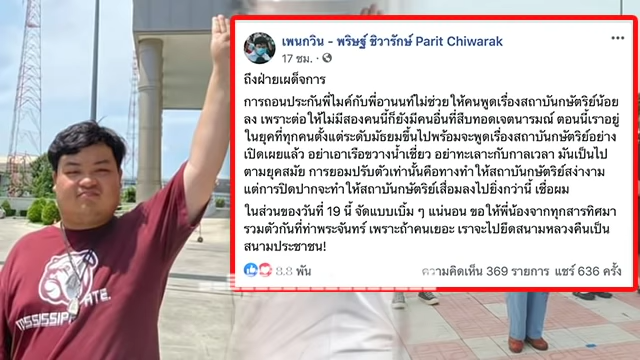 เพนกวิน - พริษฐ์ ชิวารักษ์ Parit Chiwarak
17 ชม.
ถึงฝ่ายเผด็จการ
การถอนประกันพี่ไมค์กับพี่อานนท์ไม่ช่วยให้คนพูดเรื่องสถาบันกษัตริย์น้อย
ลง เพราะต่อให้ไม่มีสองคนนี้ก็ยังมีคนอื่นที่สืบทอดเจตนารมณ์ ตอนนี้เราอยู่
ในยุคที่ทุกคนตั้งแต่ระดับมัธยมขึ้นไปพร้อมจะพูดเรื่องสถาบันกษัตริย์อย่าง
เปิดเผยแล้ว อย่าเอาเรือขวางน้ำเชี่ยว อย่าทะเลาะกับกาลเวลา มันเป็นไป
ตามยุคสมัย การยอมปรับตัวเท่านั้นคือทางทำให้สถาบันกษัตริย์สง่างาม
แต่การปิดปากจะทำให้สถาบันกษัตริย์เสื่อมลงไปยิ่งกว่านี้ เชื่อผม
ในส่วนของวันที่ 19 นี้ จัดแบบเบิ้ม ๆ แน่นอน ขอให้พี่น้องจากทุกสารทิศมา
รวมตัวกันที่ท่าพระจันทร์ เพราะถ้าคนเยอะ เราจะไปยึดสนามหลวงคืนเป็น
สนามประชาชน!
8.8 พัน
ความคิดเห็น 369 รายการ แชร์ 636 ครั้ง
MISSISSIPPI